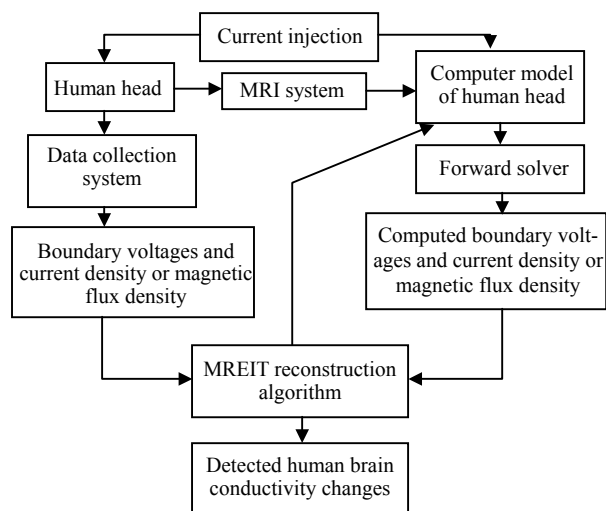 Current injection
Human head
MRI system
Computer model
of human head
Data collection
system
Forward solver
Boundary voltages and
current density or magnetic
flux density
Computed boundary volt-
ages and current density or
magnetic flux density
MREIT reconstruction
algorithm
Detected human brain
conductivity changes